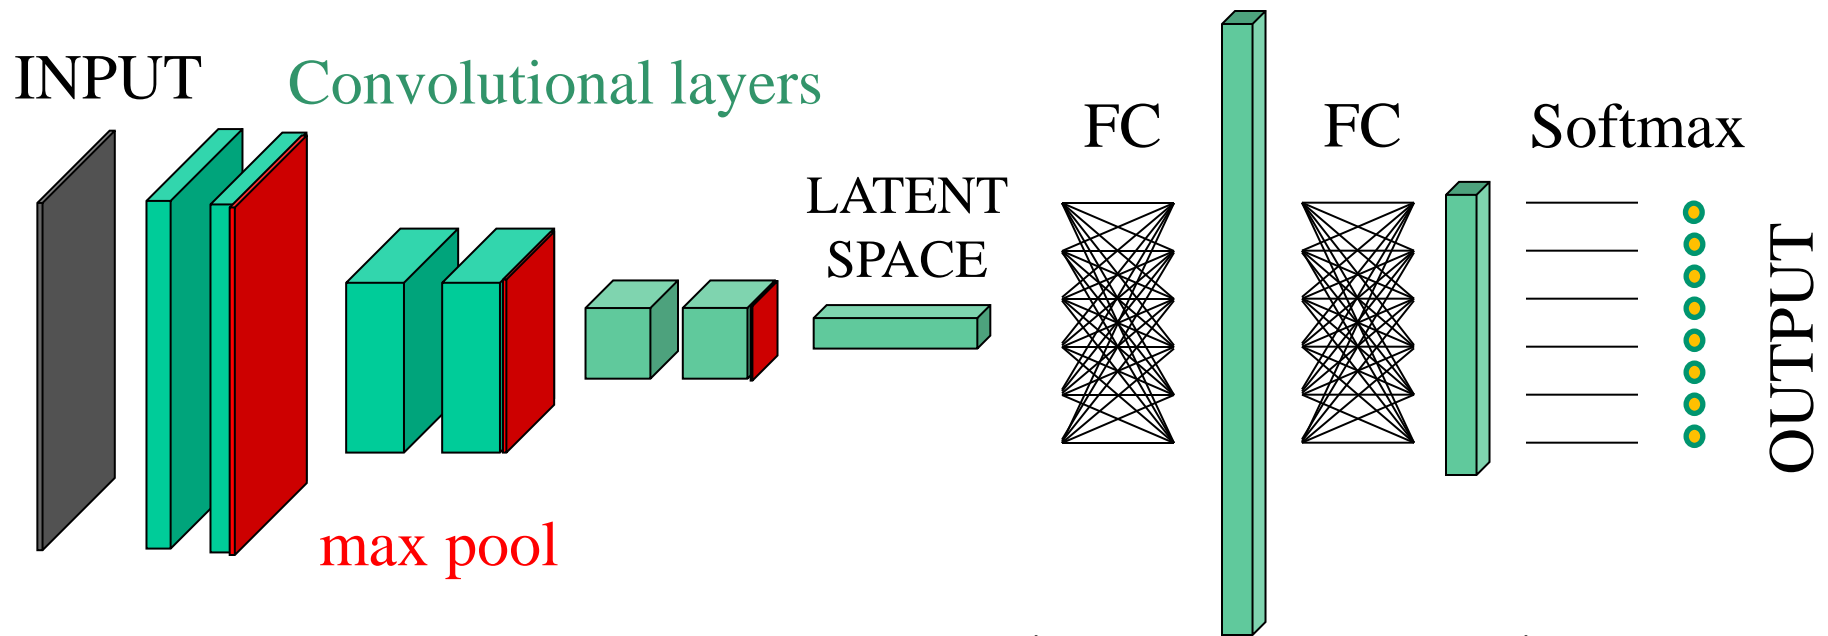 INPUT
Convolutional layers
max pool
LATENT
SPACE
FC
FC
Softmax
OUTPUT